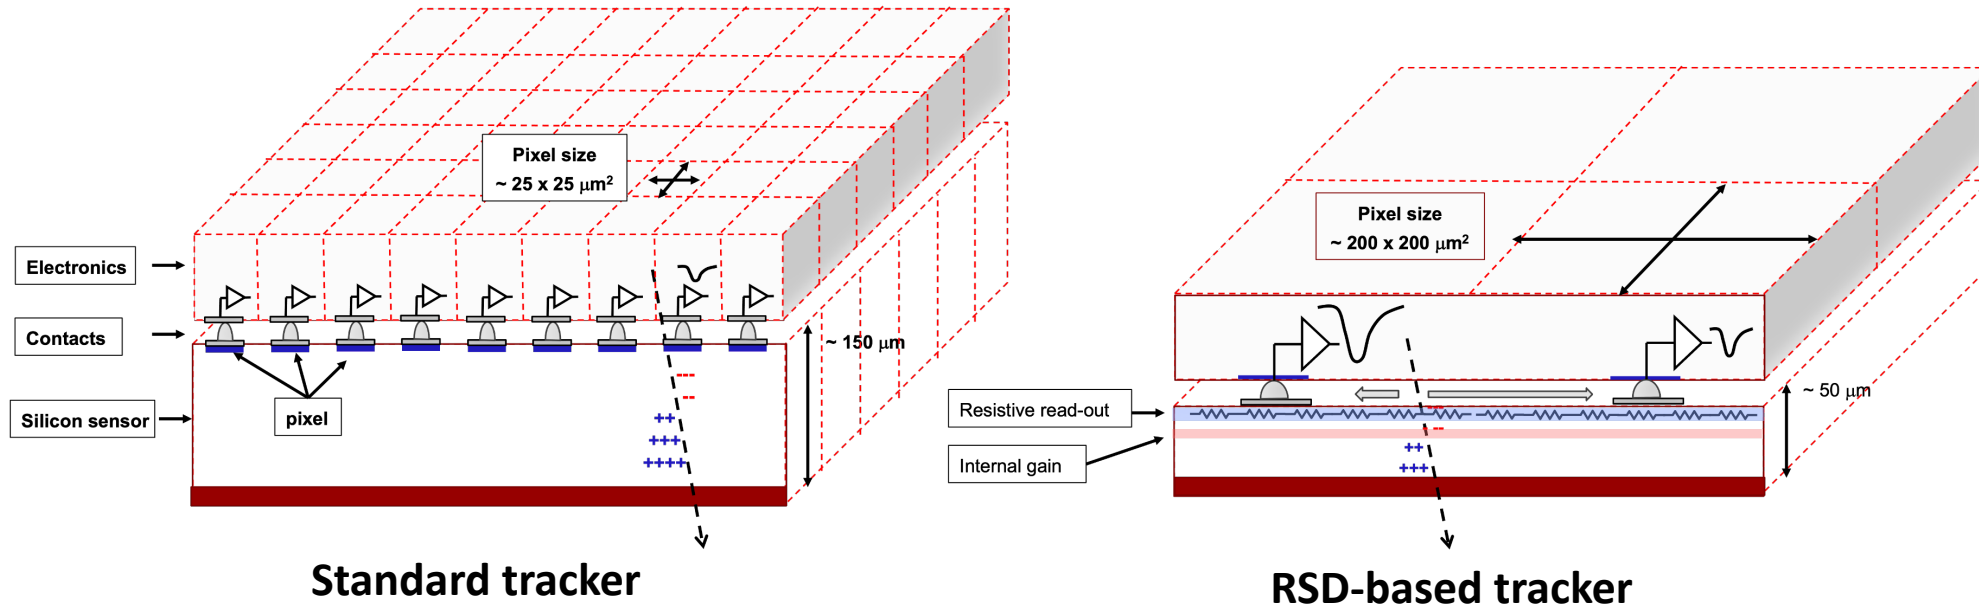 Pixel size
~ 25 x 25 μm²
Electronics
Contacts
Silicon sensor
pixel
~ 150 μm
--- 
--
++
+++
++++
Standard tracker
Pixel size
~ 200 x 200 μm²
Resistive read-out
Internal gain
~ 50 μm
---
--
++
+++
RSD-based tracker